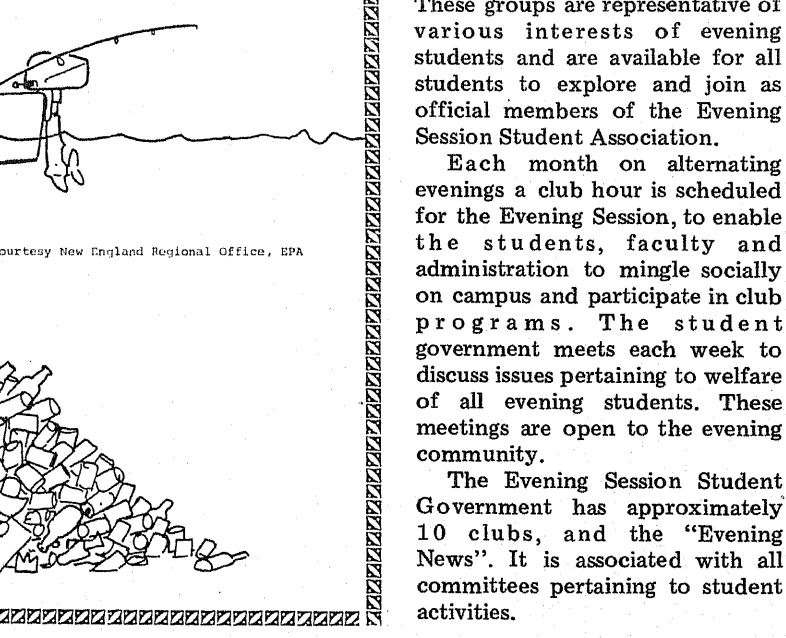 ourtesy New England Regional Office, EPA
These groups are representative of
various interests of evening
students and are available for all
students to explore and join as
official members of the Evening
Session Student Association.
Each month on alternating
evenings a club hour is scheduled
for the Evening Session, to enable
the students, faculty and
administration to mingle socially
on campus and participate in club
programs. The student
government meets each week to
discuss issues pertaining to welfare
of all evening students. These
meetings are open to the evening
community.
The Evening Session Student
Government has approximately
10 clubs, and the “Evening
News”. It is associated with all
committees pertaining to student
activities.